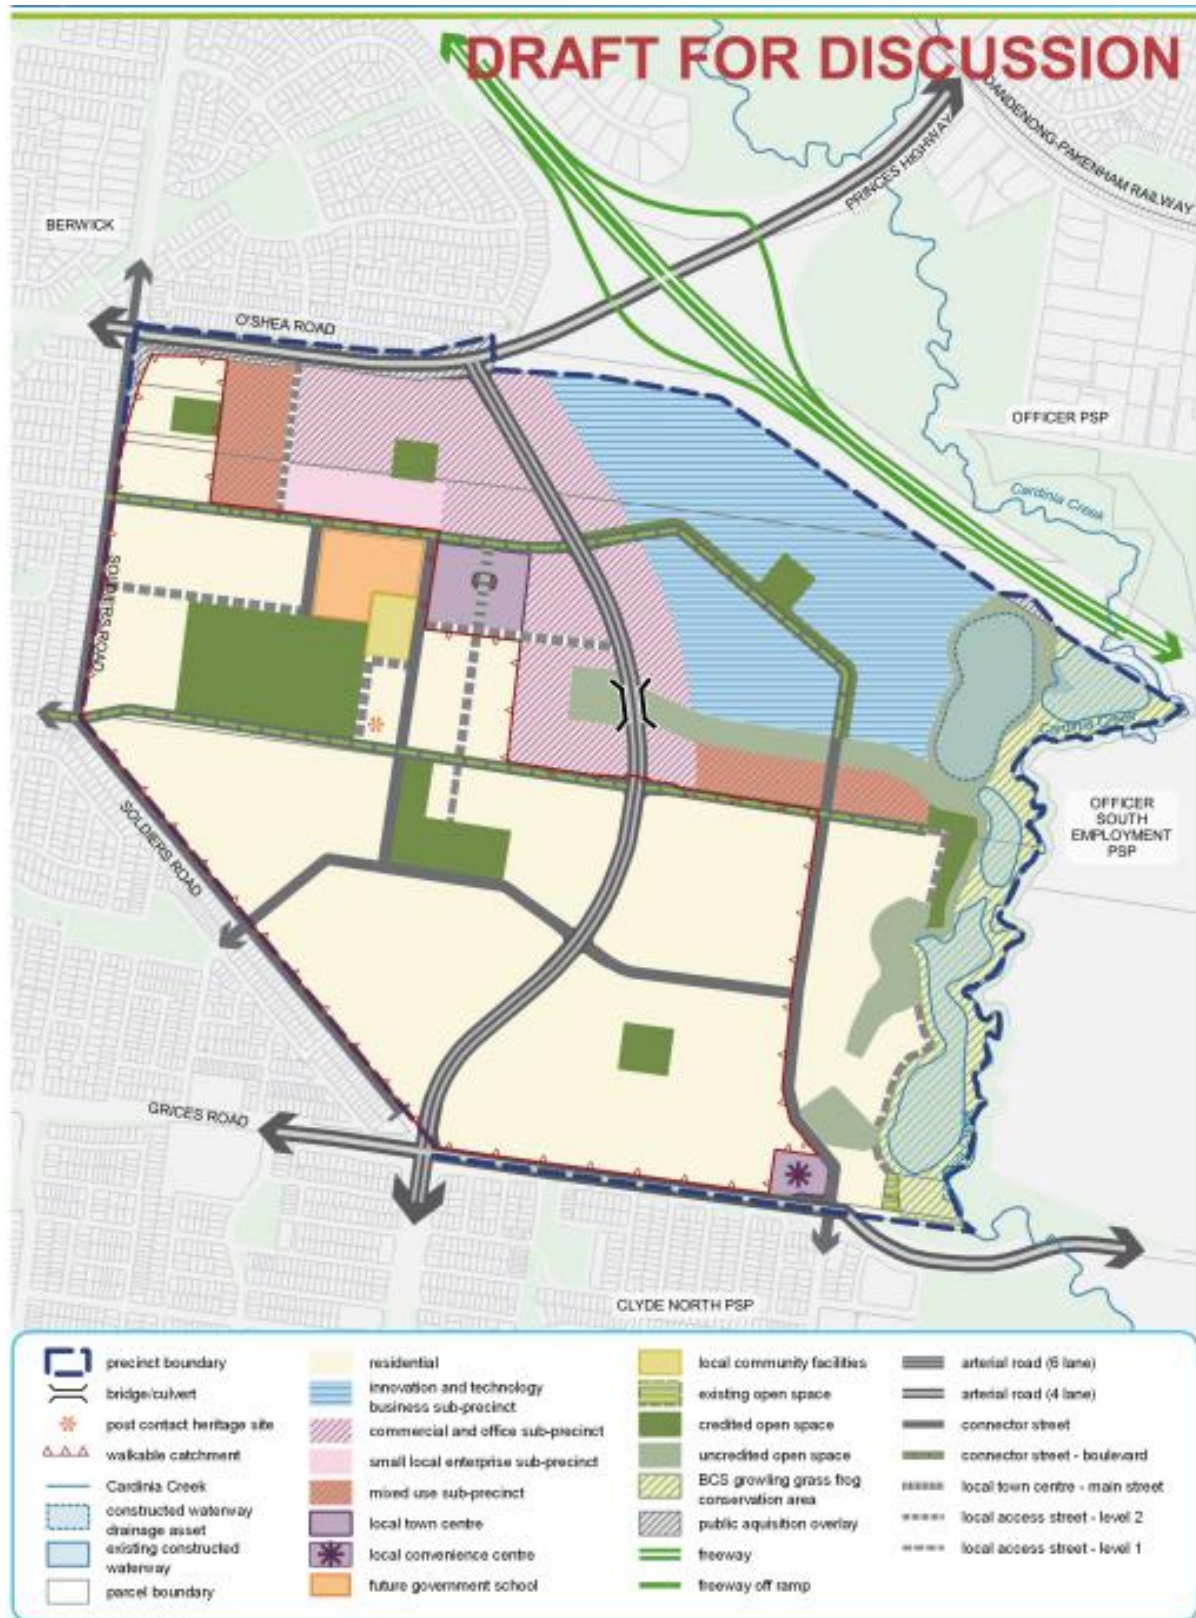 DRAFT FOR DISCUSSION
DANDENONG-PAKENHAM RAILWAY
PRINCES HIGHWAY
BERWICK
O'SHEA ROAD
OFFICER PSP
Cardinia Creek
SOLDIERS ROAD
Cardinia Creek
OFFICER
SOUTH
EMPLOYMENT
PSP
SOLDIERS ROAD
GRICES ROAD
CLYDE NORTH PSP
precinct boundary
bridge/culvert
post contact heritage site
walkable catchment
Cardinia Creek
constructed waterway
drainage asset
existing constructed
waterway
parcel boundary
residential
innovation and technology
business sub-precinct
commercial and office sub-precinct
small local enterprise sub-precinct
mixed use sub-precinct
local town centre
local convenience centre
future government school
local community facilities
existing open space
credited open space
uncredited open space
BCS growling grass frog
conservation area
public aquisition overlay
freeway
freeway off ramp
arterial road (6 lane)
arterial road (4 lane)
connector street
connector street - boulevard
local town centre - main street
local access street - level 2
local access street - level 1